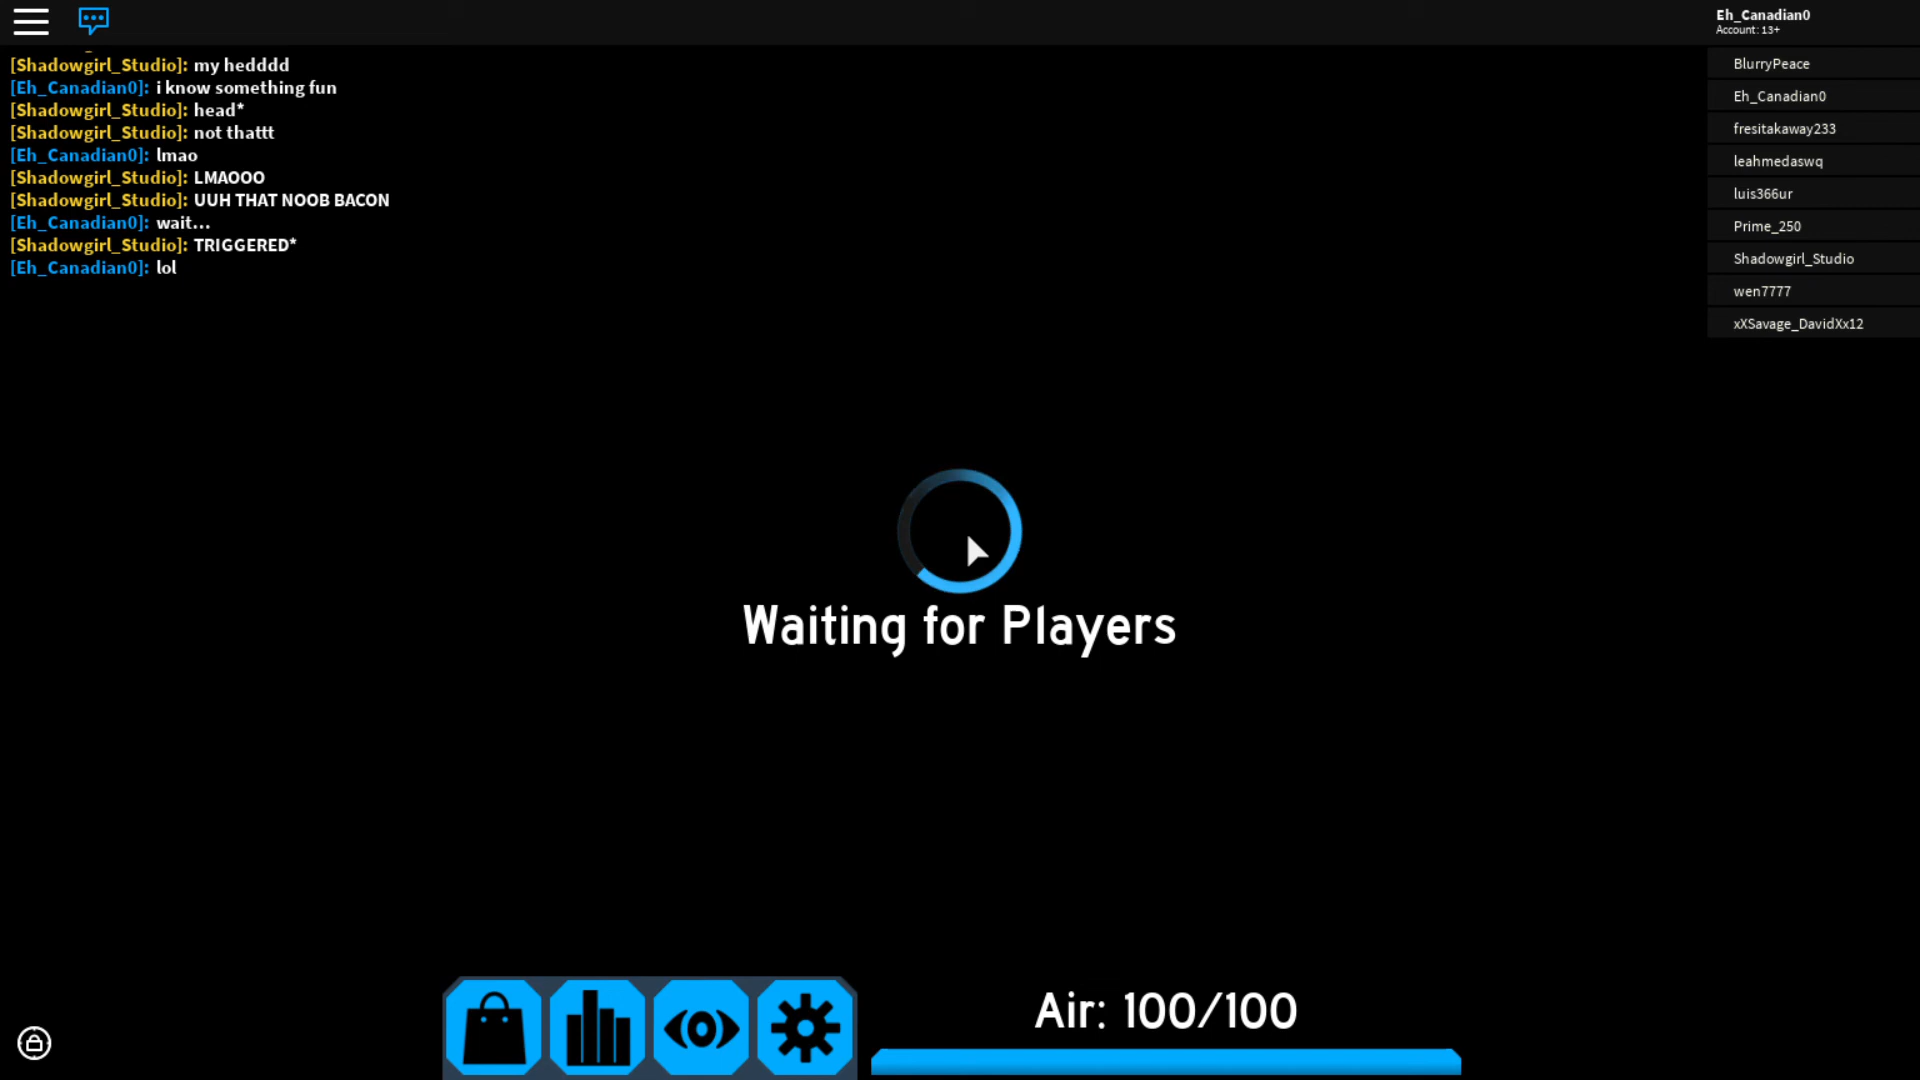 Eh_Canadian0
Account: 13+
[Shadowgirl_Studio]: my hedddd
[Eh_Canadian0]: i know something fun
[Shadowgirl_Studio]: head*
[Shadowgirl_Studio]: not thattt
[Eh_Canadian0]: lmao
[Shadowgirl_Studio]: LMAOOO
[Shadowgirl_Studio]: UUH THAT NOOB BACON
[Eh_Canadian0]: wait...
[Shadowgirl_Studio]: TRIGGERED*
[Eh_Canadian0]: lol
BlurryPeace
Eh_Canadian0
fresitakaway233
leahmedaswq
luis366ur
Prime_250
Shadowgirl_Studio
wen7777
xXSavage_DavidXx12
Waiting for Players
Air: 100/100